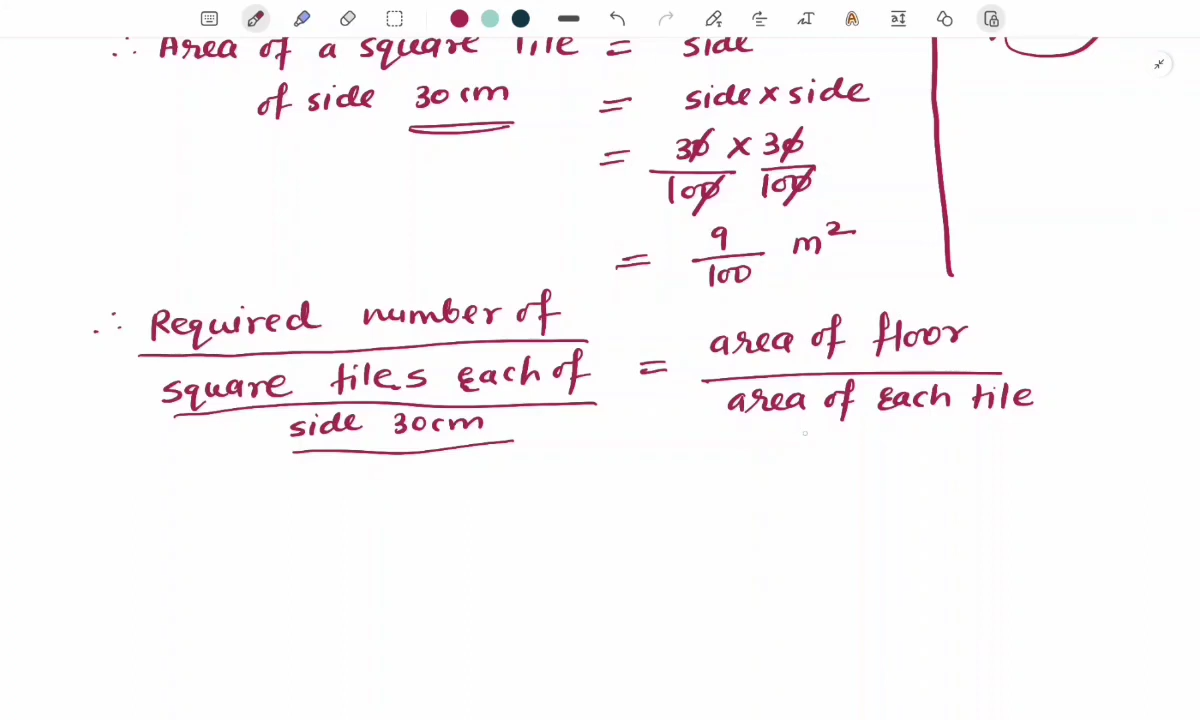 ∴ Area of a square tile = side
of side 30 cm = side × side
= 30/100 × 30/100
= 9/100 m²
∴ Required number of square tiles each of side 30cm = area of floor / area of each tile